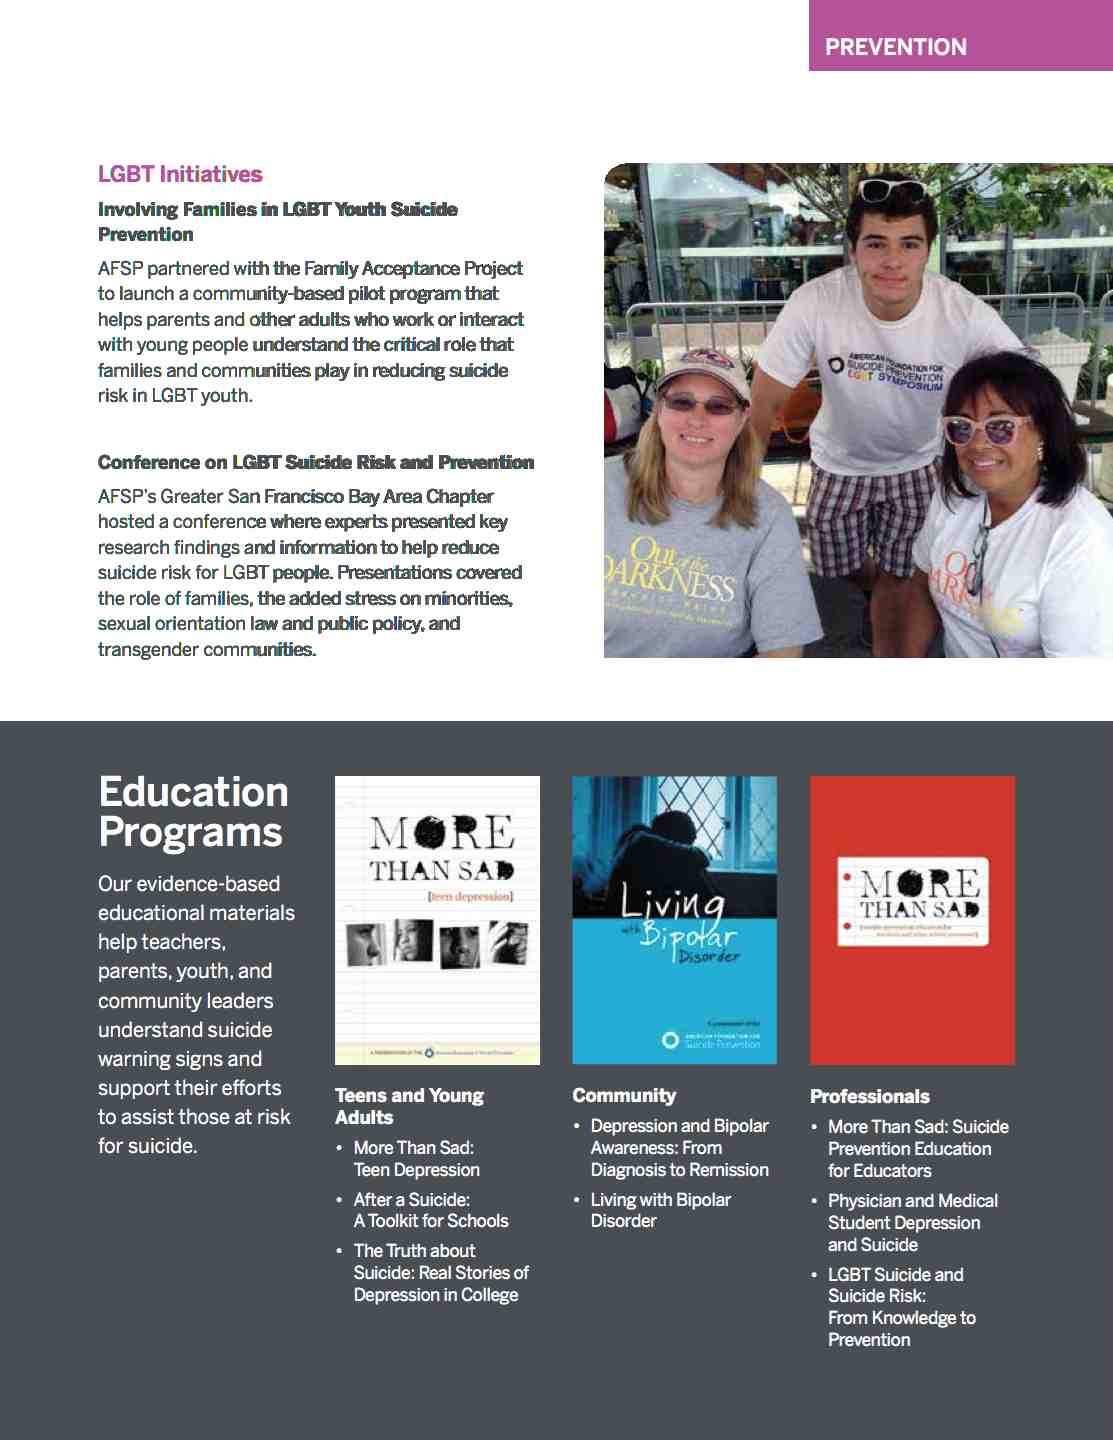 PREVENTION
LGBT Initiatives
Involving Families in LGBT Youth Suicide
Prevention
AFSP partnered with the Family Acceptance Project
to launch a community-based pilot program that
helps parents and other adults who work or interact
with young people understand the critical role that
families and communities play in reducing suicide
risk in LGBT youth.
Conference on LGBT Suicide Risk and Prevention
AFSP's Greater San Francisco Bay Area Chapter
hosted a conference where experts presented key
research findings and information to help reduce
suicide risk for LGBT people. Presentations covered
the role of families, the added stress on minorities,
sexual orientation law and public policy, and
transgender communities.
AMERICAN FOUNDATION FOR
SUICIDE PREVENTION
LGBT SYMPOSIUM
Out of the
DARKNESS
Education
Programs
Our evidence-based
educational materials
help teachers,
parents, youth, and
community leaders
understand suicide
warning signs and
support their efforts
to assist those at risk
for suicide.
MORE
THAN SAD
[teen depression]
A PRESENTATION OF THE
Teens and Young
Adults
• More Than Sad:
Teen Depression
• After a Suicide:
A Toolkit for Schools
• The Truth about
Suicide: Real Stories of
Depression in College
Living
with Bipolar
Disorder
AMERICAN FOUNDATION FOR
Suicide Prevention
Community
• Depression and Bipolar
Awareness: From
Diagnosis to Remission
• Living with Bipolar
Disorder
MORE
THAN SAD
Professionals
• More Than Sad: Suicide
Prevention Education
for Educators
• Physician and Medical
Student Depression
and Suicide
• LGBT Suicide and
Suicide Risk:
From Knowledge to
Prevention